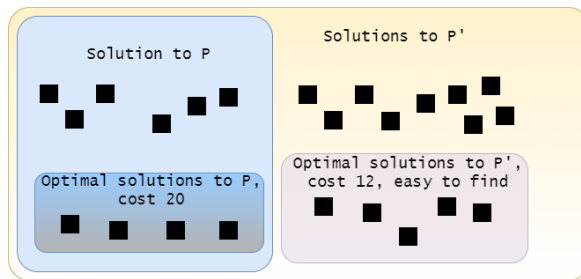 Solution to P
Solutions to P'
Optimal solutions to P,
cost 20
Optimal solutions to P',
cost 12, easy to find